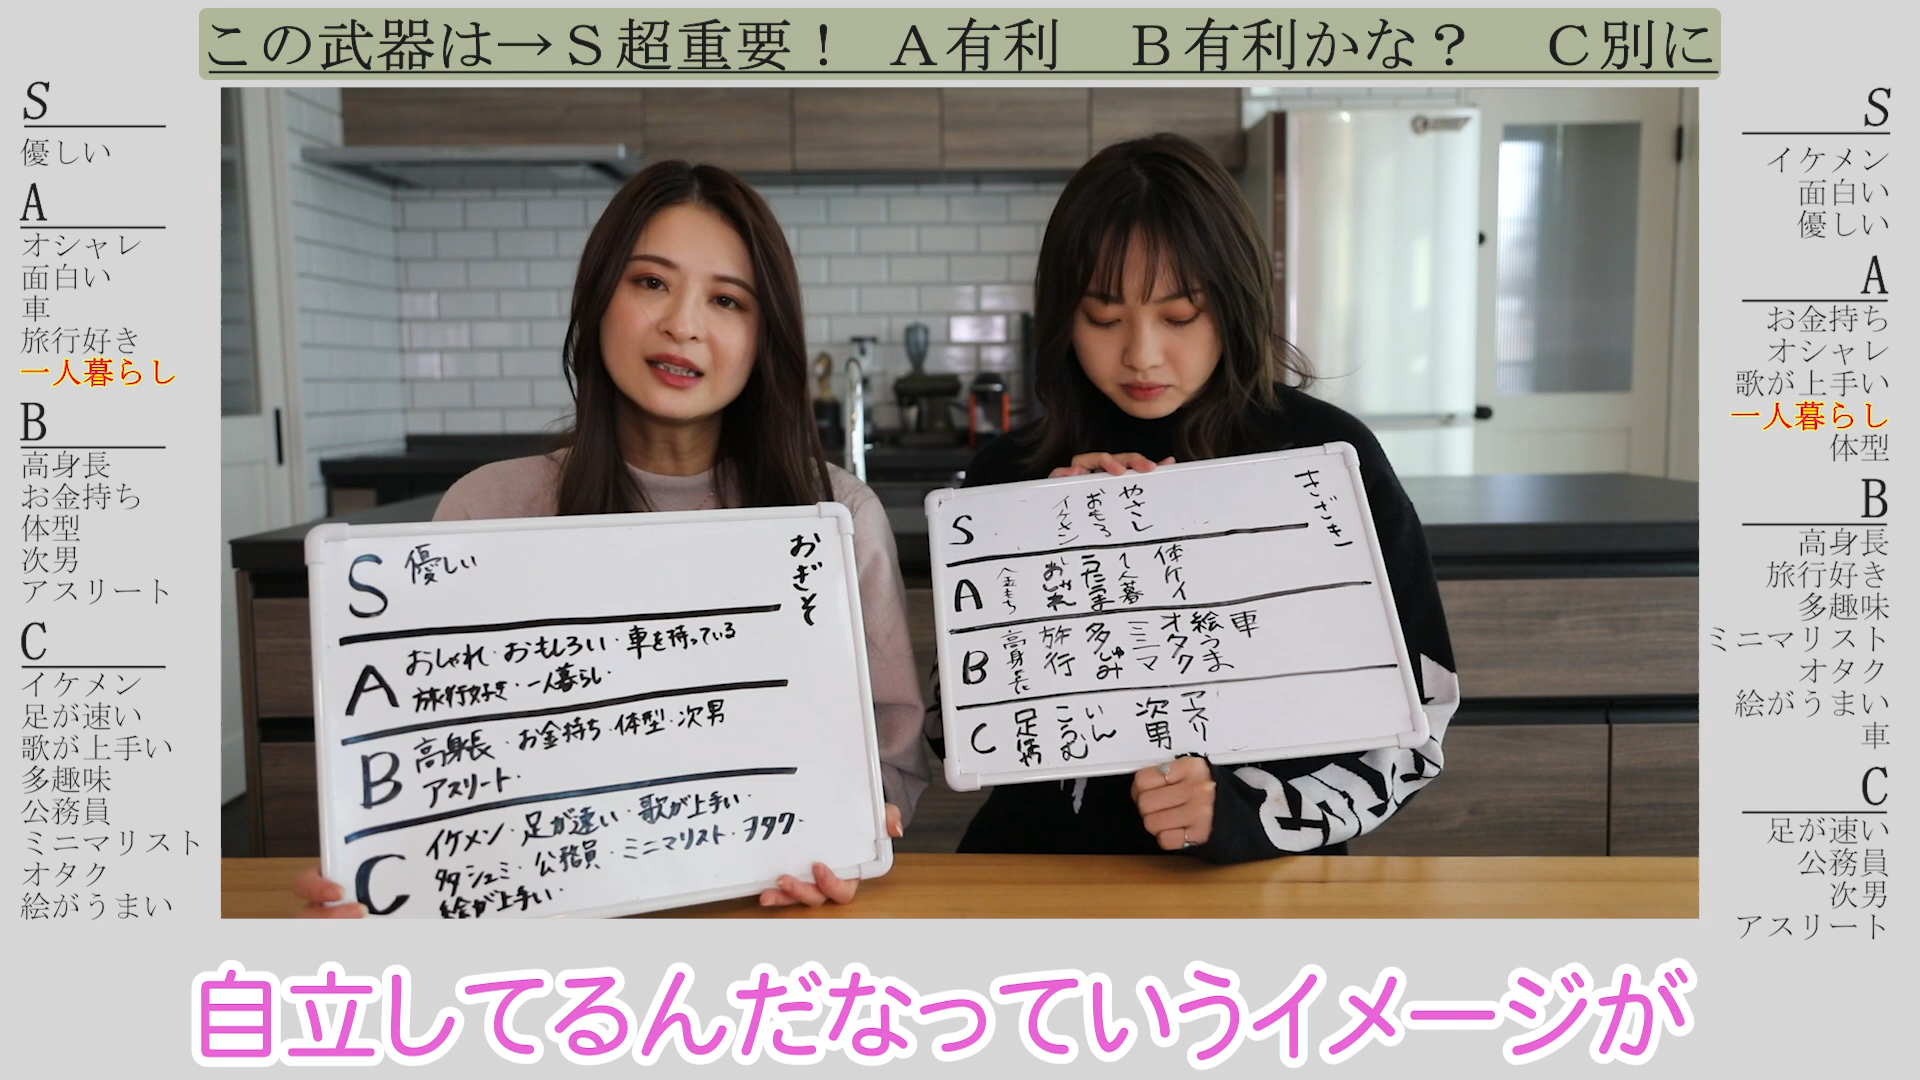 この武器は→S超重要！　A有利　B有利かな？　C別に
S
優しい
A
オシャレ
面白い
車
旅行好き
一人暮らし
B
高身長
お金持ち
体型
次男
アスリート
C
イケメン
足が速い
歌が上手い
多趣味
公務員
ミニマリスト
オタク
絵がうまい
おぎそ
S 優しい
A おしゃれ・おもしろい・車を持っている
旅行好き・一人暮らし・
B 高身長・お金持ち・体型・次男
アスリート・
C イケメン・足が速い・歌が上手い・
多シュミ・公務員・ミニマリスト・オタク・
絵が上手い・
きざき
S イケメン おもろ やさし
A 金もち おしゃれ うたうま 1人暮 体ケイ
B 高身長 旅行 多しゅみ ミニマ オタク 絵うま 車
C こうむいん 次男 アスリ
S
イケメン
面白い
優しい
A
お金持ち
オシャレ
歌が上手い
一人暮らし
体型
B
高身長
旅行好き
多趣味
ミニマリスト
オタク
絵がうまい
車
C
足が速い
公務員
次男
アスリート
自立してるんだなっていうイメージが